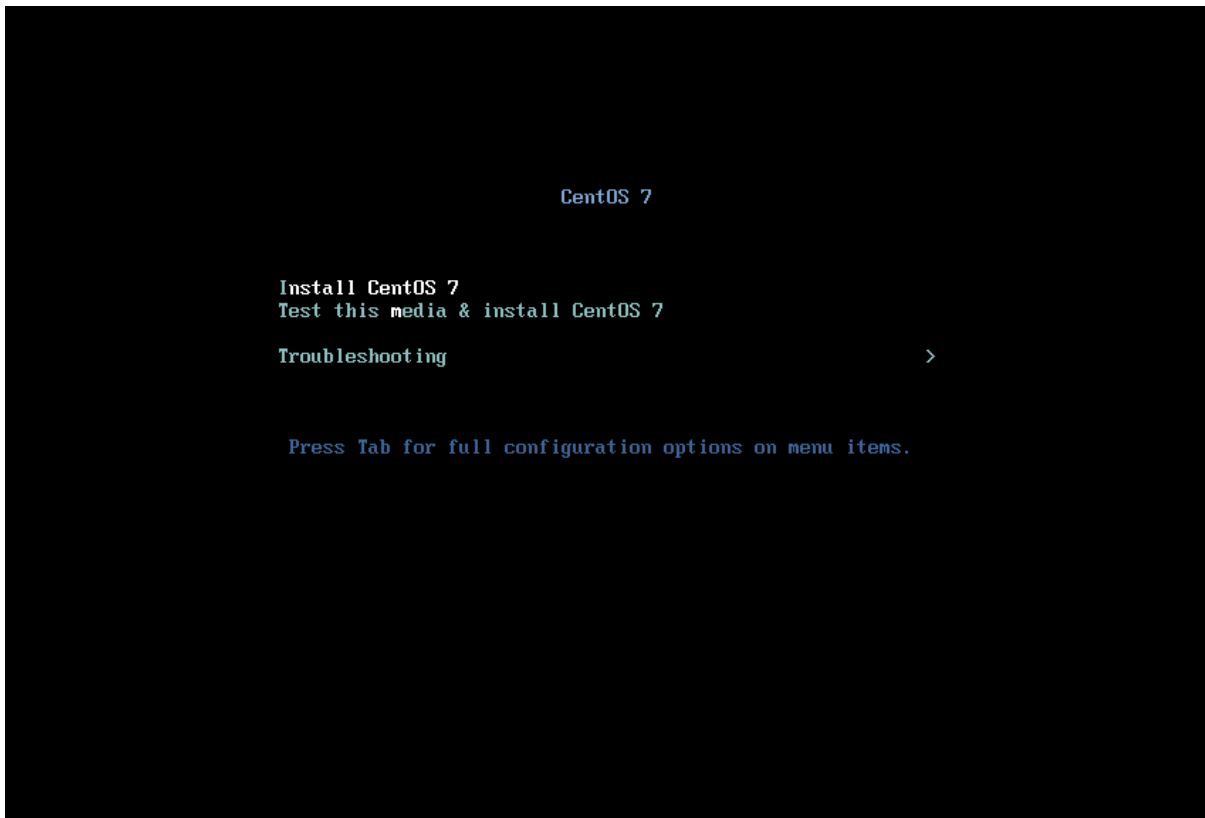 CentOS 7
Install CentOS 7
Test this media & install CentOS 7
Troubleshooting >
Press Tab for full configuration options on menu items.